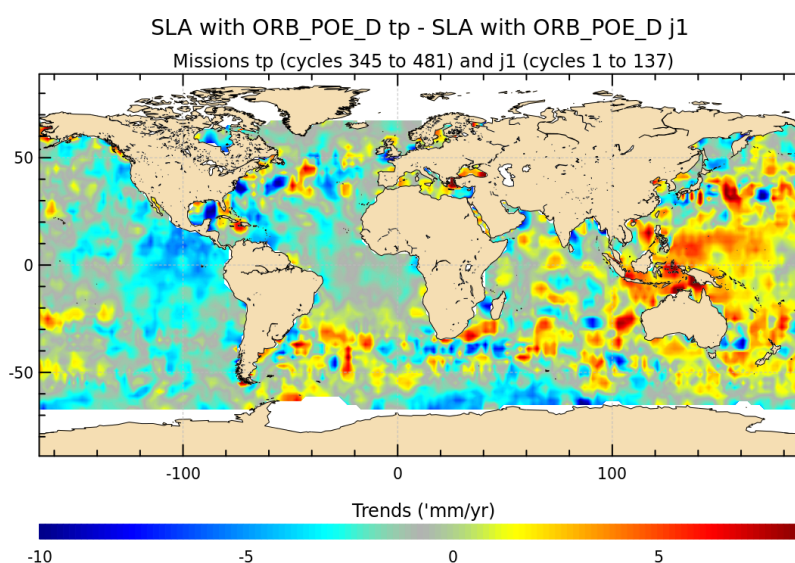 SLA with ORB_POE_D tp - SLA with ORB_POE_D j1
Missions tp (cycles 345 to 481) and j1 (cycles 1 to 137)
50
0
-50
-100 0 100
Trends ('mm/yr)
-10 -5 0 5